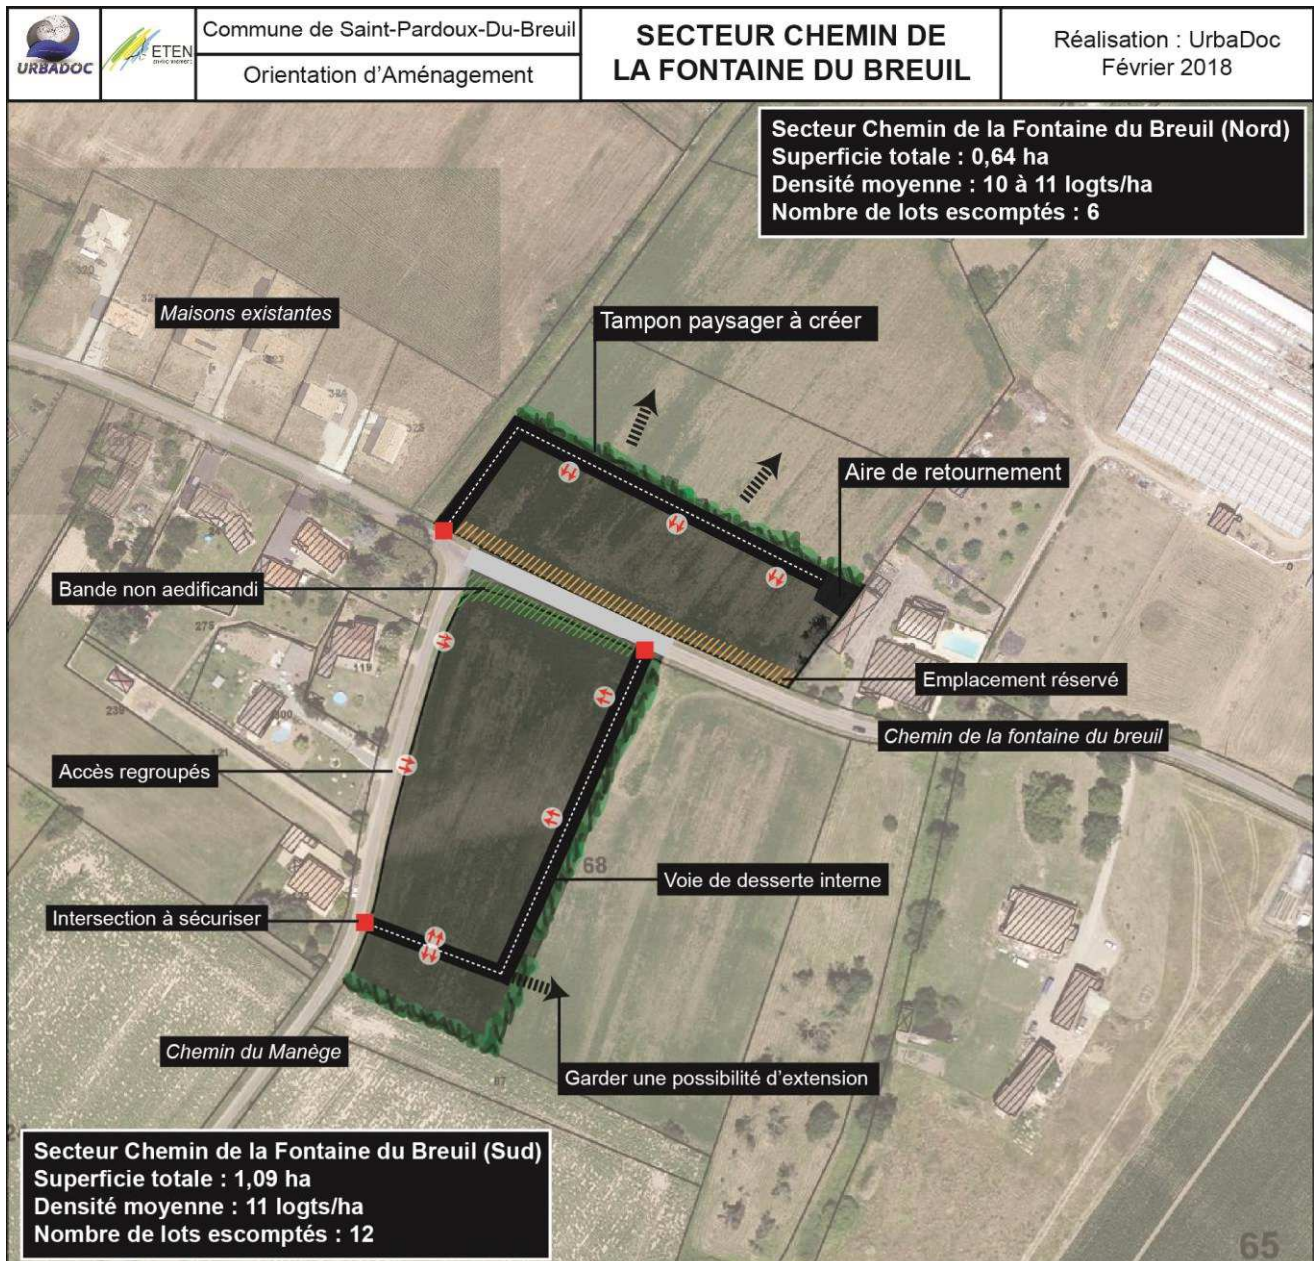 URBADOC
ETEN
Commune de Saint-Pardoux-Du-Breuil
Orientation d'Aménagement
SECTEUR CHEMIN DE
LA FONTAINE DU BREUIL
Réalisation : UrbaDoc
Février 2018
Secteur Chemin de la Fontaine du Breuil (Nord)
Superficie totale : 0,64 ha
Densité moyenne : 10 à 11 logts/ha
Nombre de lots escomptés : 6
Maisons existantes
Tampon paysager à créer
Aire de retournement
Bande non aedificandi
275
119
239
121
Emplacement réservé
Chemin de la fontaine du breuil
Accès regroupés
68
Voie de desserte interne
Intersection à sécuriser
Chemin du Manège
Garder une possibilité d'extension
87
Secteur Chemin de la Fontaine du Breuil (Sud)
Superficie totale : 1,09 ha
Densité moyenne : 11 logts/ha
Nombre de lots escomptés : 12
65